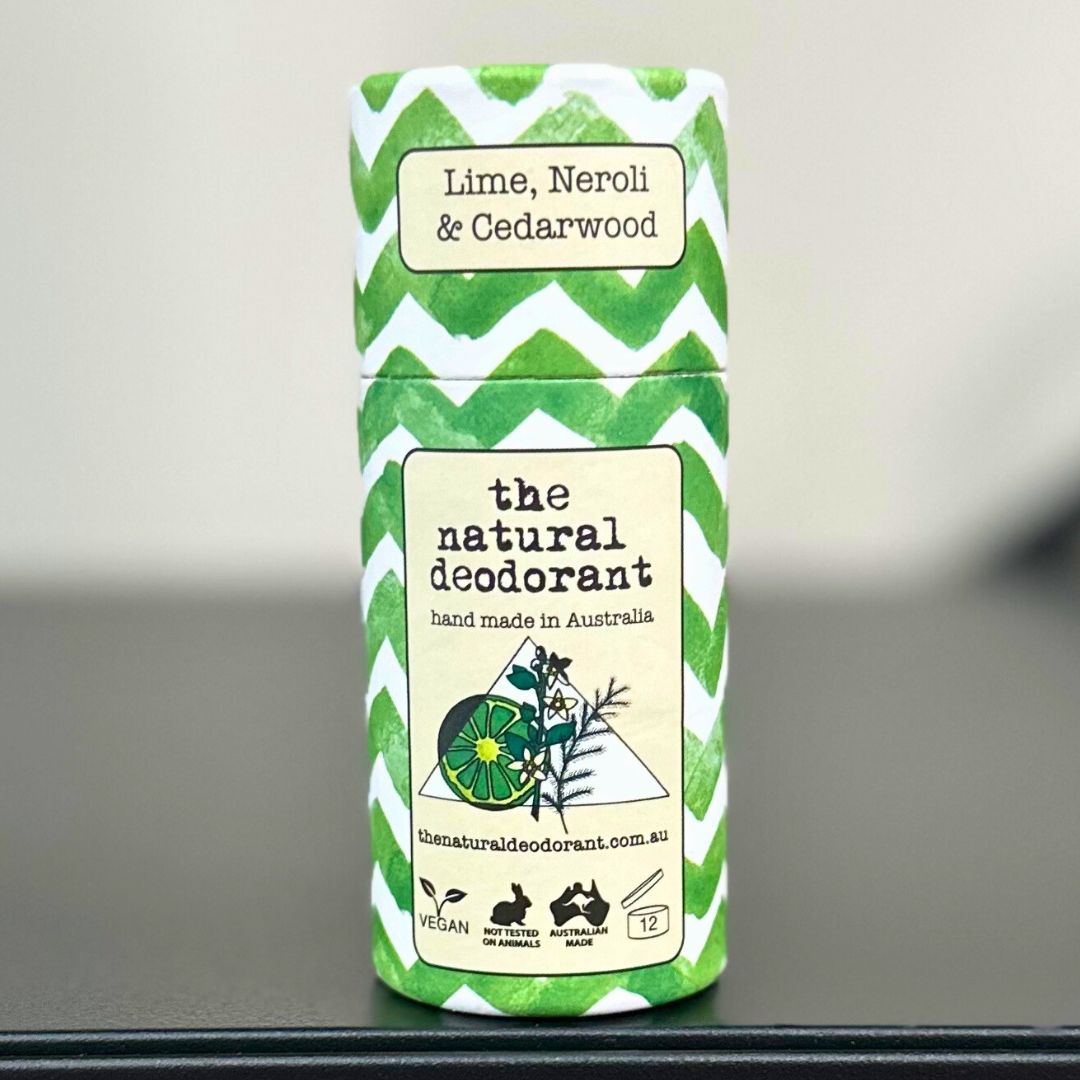 Lime, Neroli
& Cedarwood
the
natural
deodorant
hand made in Australia
thenaturaldeodorant.com.au
VEGAN
NOT TESTED
ON ANIMALS
AUSTRALIAN
MADE
12